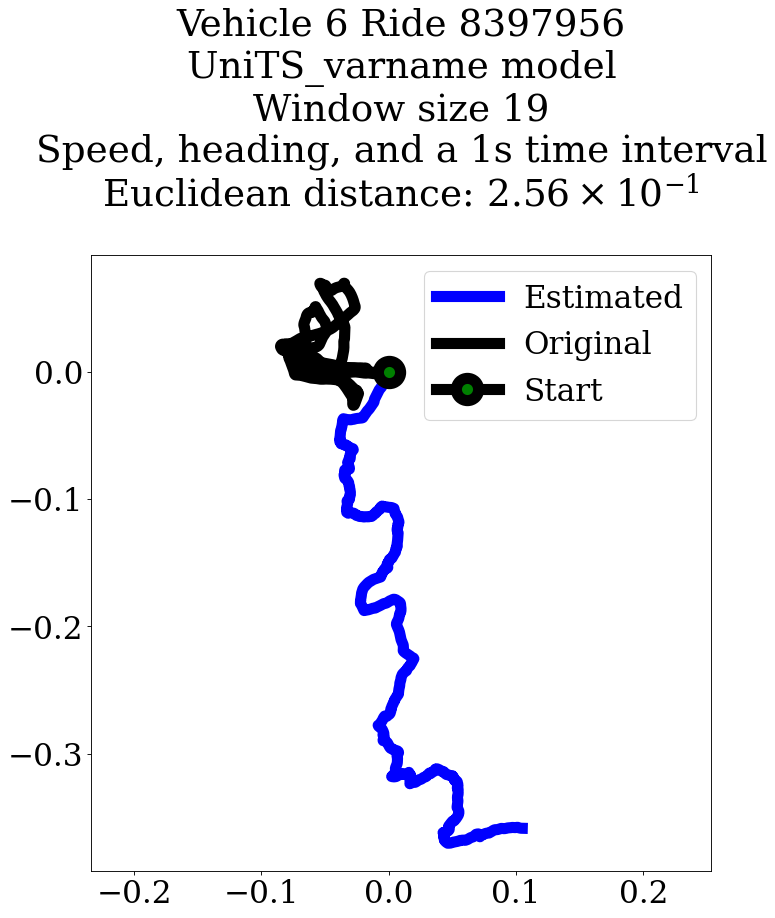 Vehicle 6 Ride 8397956
UniTS_varname model
Window size 19
Speed, heading, and a 1s time interval
Euclidean distance: 2.56 × 10⁻¹
Estimated
Original
Start
0.0
−0.1
−0.2
−0.3
−0.2 −0.1 0.0 0.1 0.2